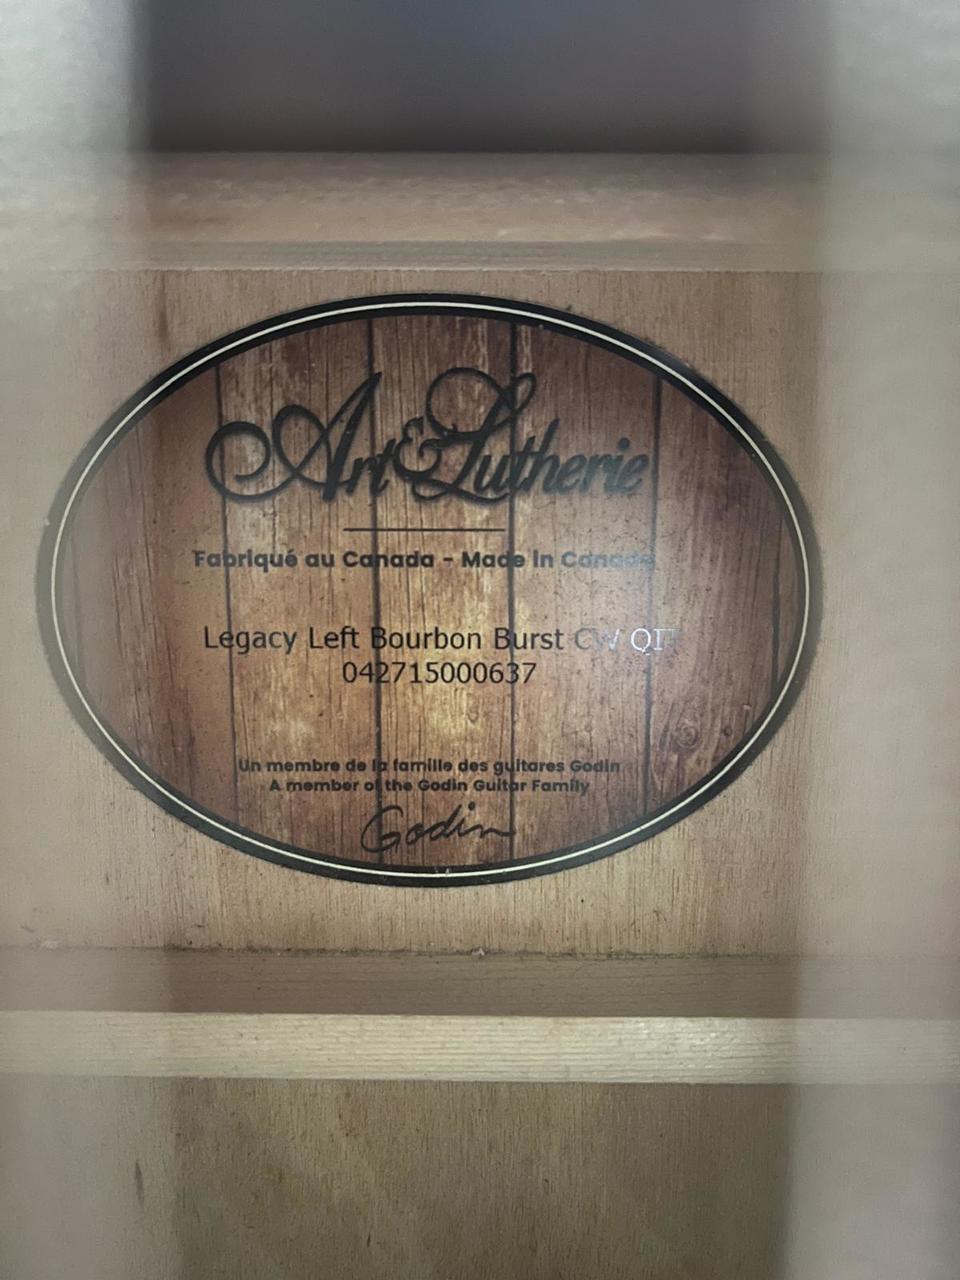 Art & Lutherie
Fabriqué au Canada - Made in Canada
Legacy Left Bourbon Burst CW QIT
042715000637
Un membre de la famille des guitares Godin
A member of the Godin Guitar Family
Godin